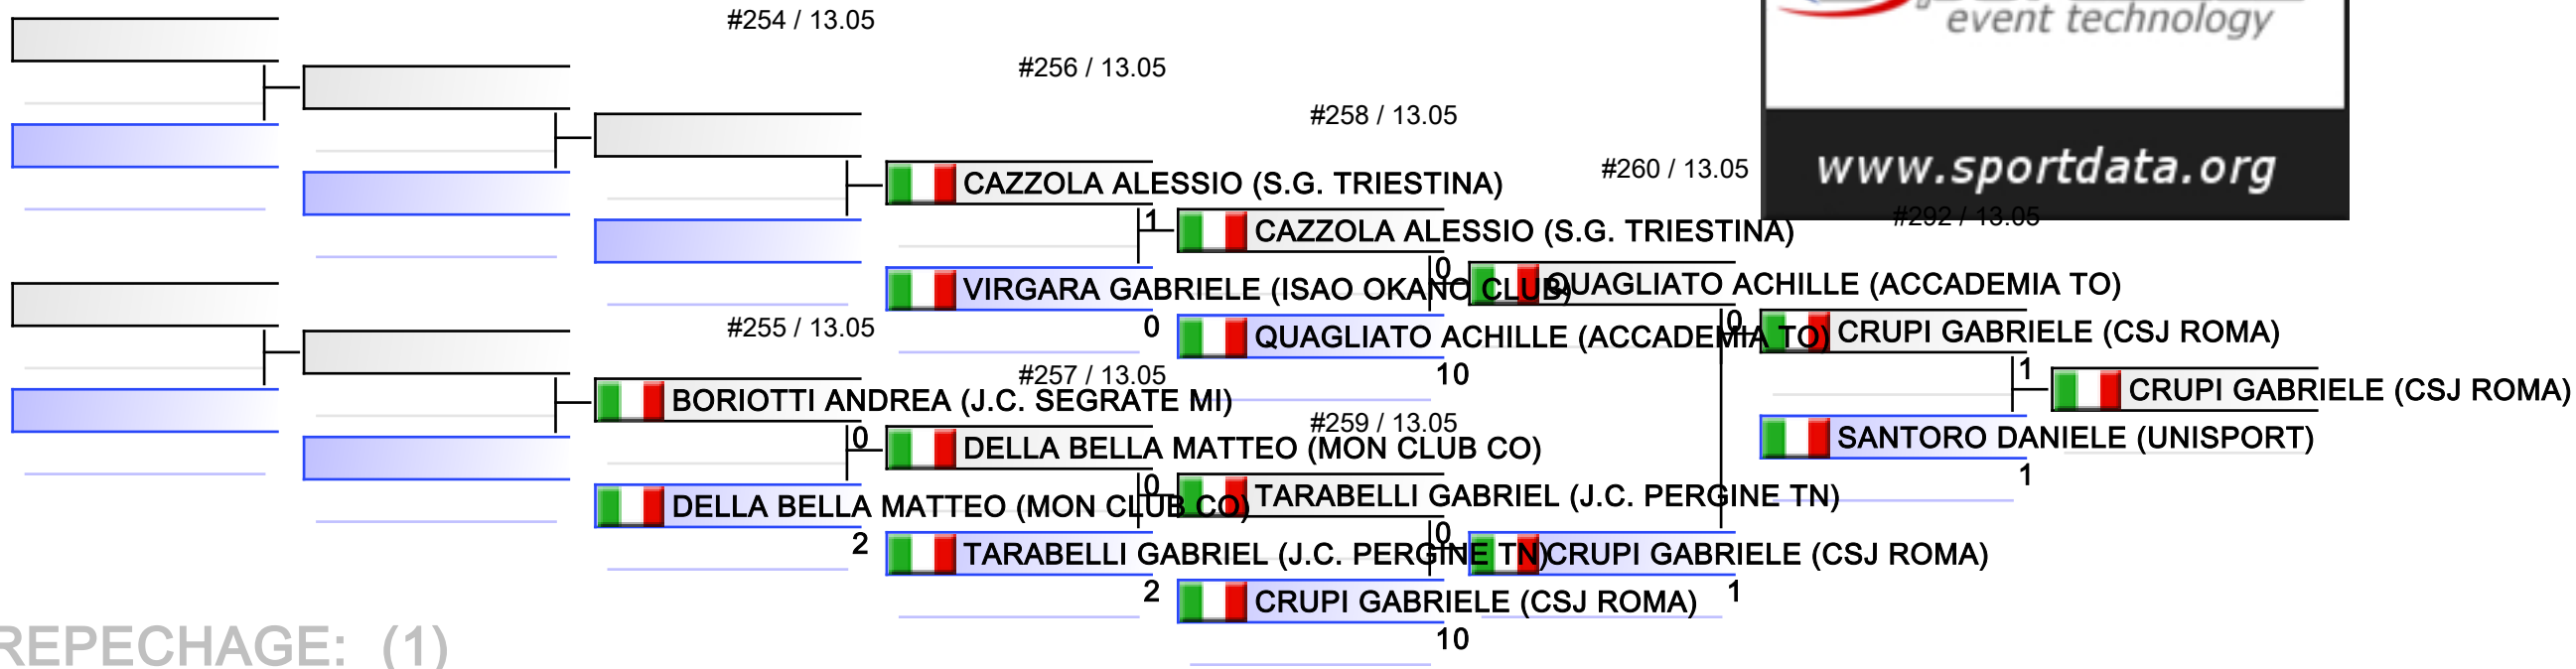 #254 / 13.05
event technology
#256 / 13.05
#258 / 13.05
#260 / 13.05
www.sportdata.org
CAZZOLA ALESSIO (S.G. TRIESTINA)
#292 / 13.05
1
CAZZOLA ALESSIO (S.G. TRIESTINA)
0
VIRGARA GABRIELE (ISAO OKANO CLUB)
QUAGLIATO ACHILLE (ACCADEMIA TO)
#255 / 13.05
0
QUAGLIATO ACHILLE (ACCADEMIA TO)
0
CRUPI GABRIELE (CSJ ROMA)
#257 / 13.05
10
1
BORIOTTI ANDREA (J.C. SEGRATE MI)
CRUPI GABRIELE (CSJ ROMA)
#259 / 13.05
0
DELLA BELLA MATTEO (MON CLUB CO)
SANTORO DANIELE (UNISPORT)
1
0
TARABELLI GABRIEL (J.C. PERGINE TN)
DELLA BELLA MATTEO (MON CLUB CO)
2
0
TARABELLI GABRIEL (J.C. PERGINE TN)
CRUPI GABRIELE (CSJ ROMA)
2
1
CRUPI GABRIELE (CSJ ROMA)
10
REPECHAGE: (1)